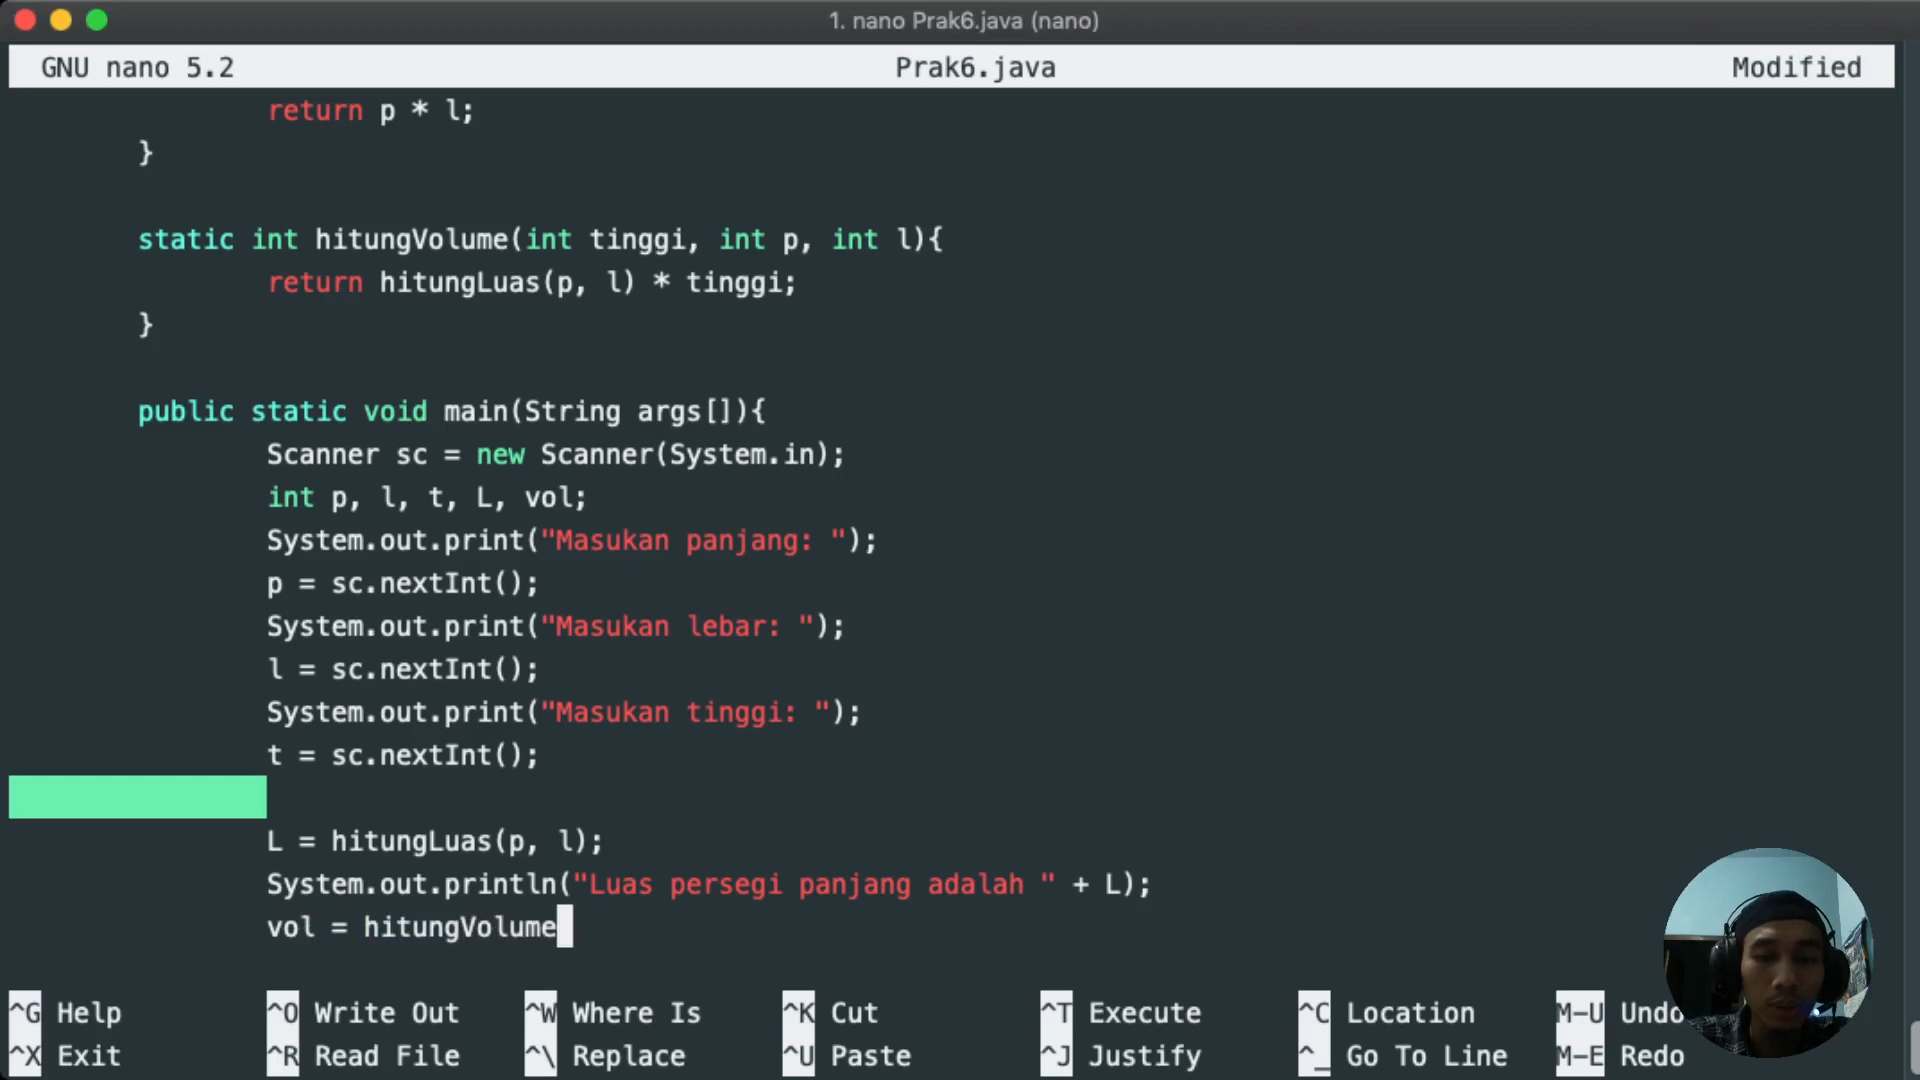 1. nano Prak6.java (nano)
GNU nano 5.2 Prak6.java Modified
return p * l;
}
static int hitungVolume(int tinggi, int p, int l){
return hitungLuas(p, l) * tinggi;
}
public static void main(String args[]){
Scanner sc = new Scanner(System.in);
int p, l, t, L, vol;
System.out.print("Masukan panjang: ");
p = sc.nextInt();
System.out.print("Masukan lebar: ");
l = sc.nextInt();
System.out.print("Masukan tinggi: ");
t = sc.nextInt();
L = hitungLuas(p, l);
System.out.println("Luas persegi panjang adalah " + L);
vol = hitungVolume
^G Help ^O Write Out ^W Where Is ^K Cut ^T Execute ^C Location M-U Undo
^X Exit ^R Read File ^\ Replace ^U Paste ^J Justify ^_ Go To Line M-E Redo